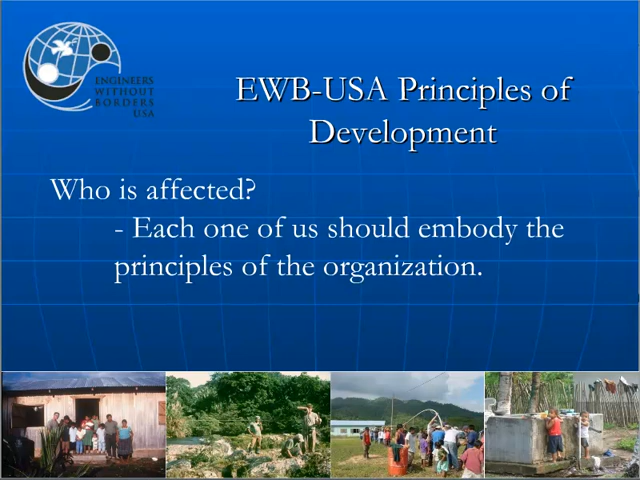 ENGINEERS
WITHOUT
BORDERS
USA
EWB-USA Principles of
Development
Who is affected?
- Each one of us should embody the
principles of the organization.